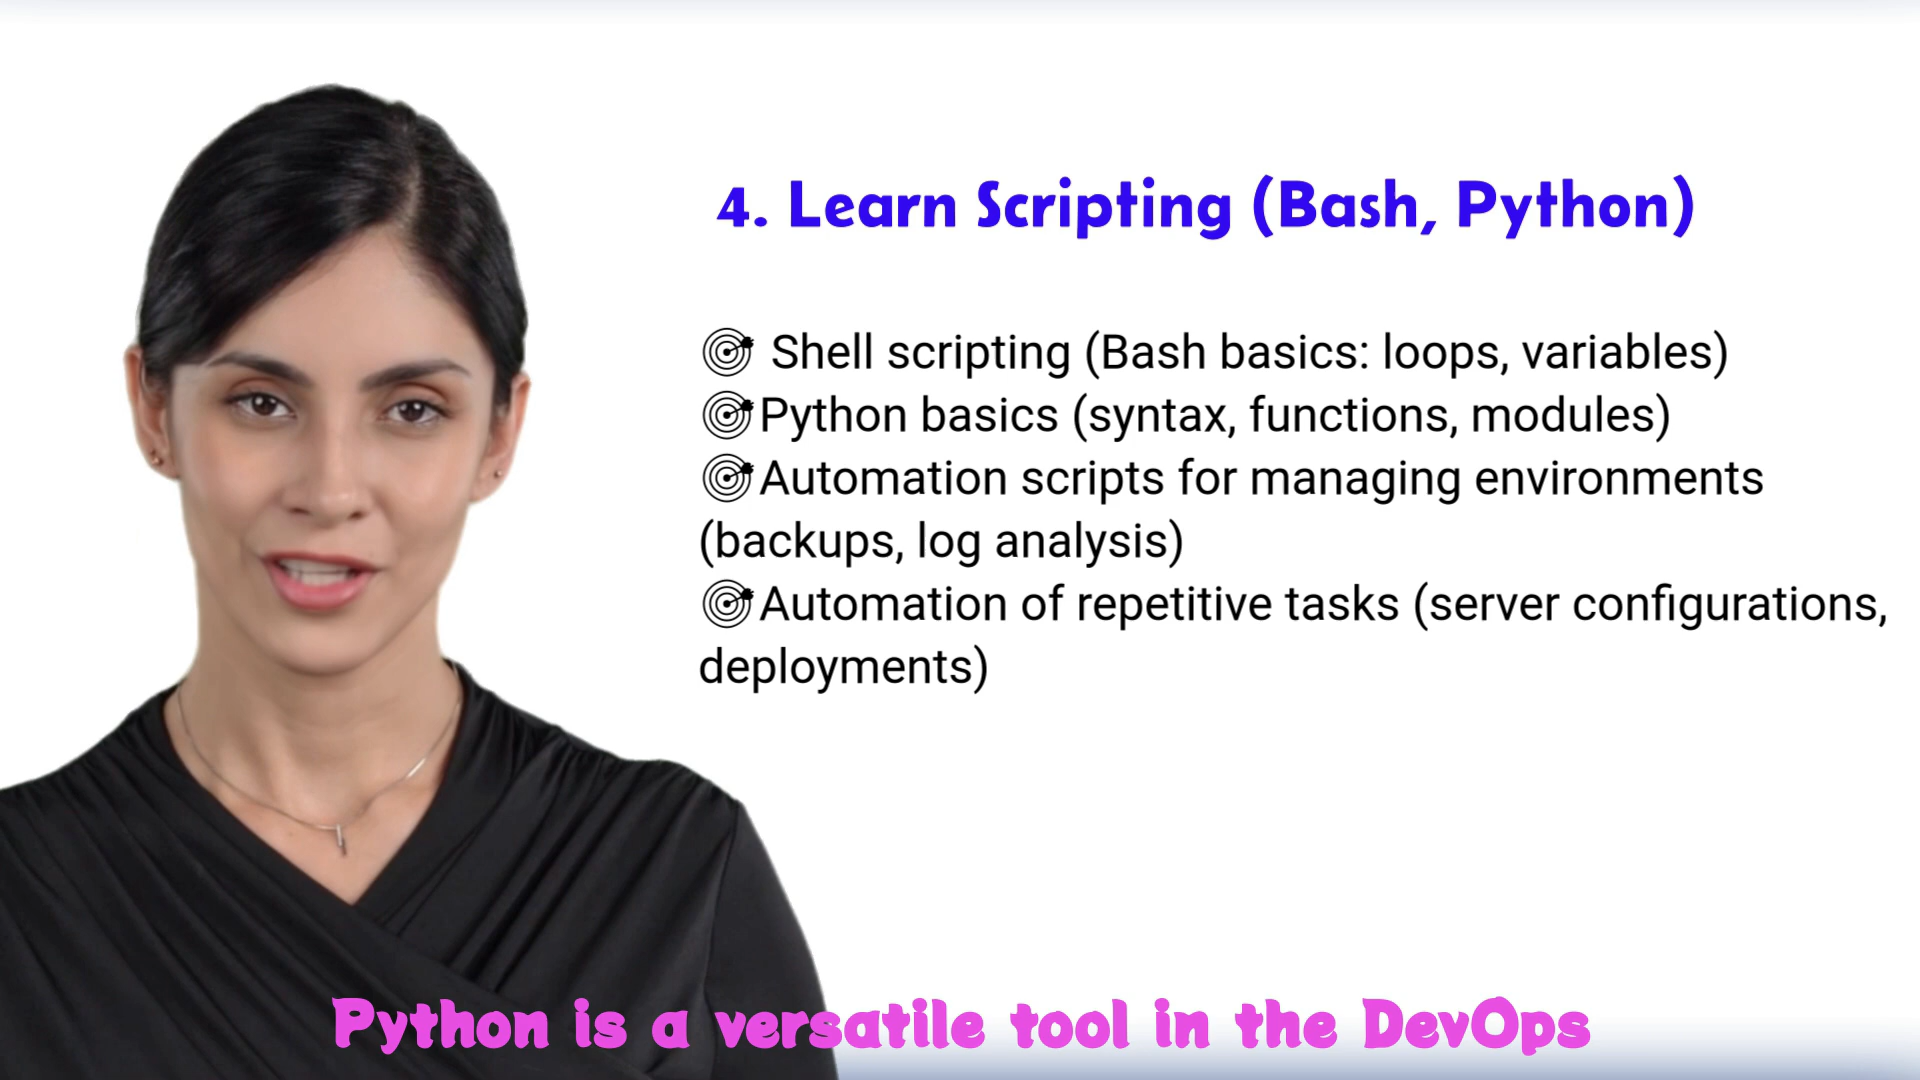 4. Learn Scripting (Bash, Python)
Shell scripting (Bash basics: loops, variables)
Python basics (syntax, functions, modules)
Automation scripts for managing environments
(backups, log analysis)
Automation of repetitive tasks (server configurations,
deployments)
Python is a versatile tool in the DevOps